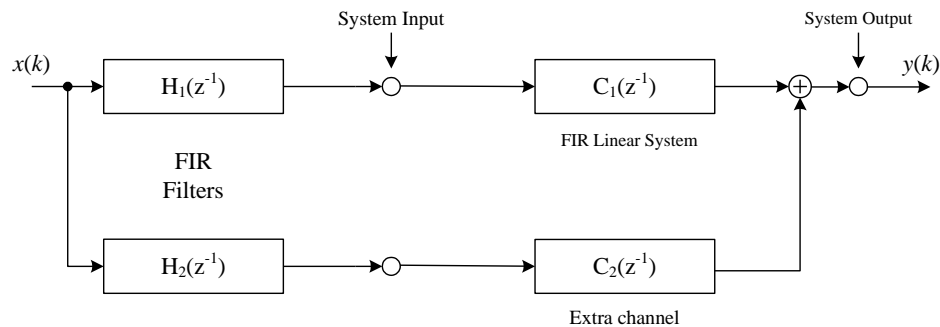 System Input
System Output
x(k)
H₁(z⁻¹)
C₁(z⁻¹)
+
y(k)
FIR Linear System
FIR
Filters
H₂(z⁻¹)
C₂(z⁻¹)
Extra channel